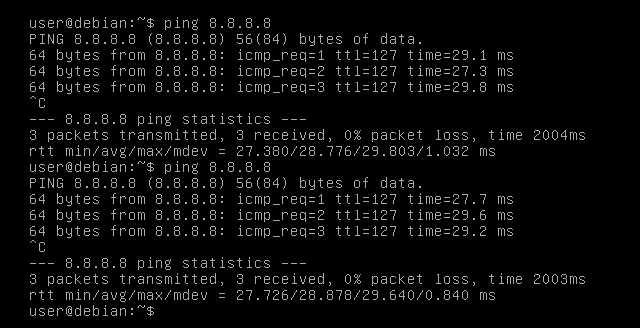 user@debian:~$ ping 8.8.8.8
PING 8.8.8.8 (8.8.8.8) 56(84) bytes of data.
64 bytes from 8.8.8.8: icmp_req=1 ttl=127 time=29.1 ms
64 bytes from 8.8.8.8: icmp_req=2 ttl=127 time=27.3 ms
64 bytes from 8.8.8.8: icmp_req=3 ttl=127 time=29.8 ms
^C
--- 8.8.8.8 ping statistics ---
3 packets transmitted, 3 received, 0% packet loss, time 2004ms
rtt min/avg/max/mdev = 27.380/28.776/29.803/1.032 ms
user@debian:~$ ping 8.8.8.8
PING 8.8.8.8 (8.8.8.8) 56(84) bytes of data.
64 bytes from 8.8.8.8: icmp_req=1 ttl=127 time=27.7 ms
64 bytes from 8.8.8.8: icmp_req=2 ttl=127 time=29.6 ms
64 bytes from 8.8.8.8: icmp_req=3 ttl=127 time=29.2 ms
^C
--- 8.8.8.8 ping statistics ---
3 packets transmitted, 3 received, 0% packet loss, time 2003ms
rtt min/avg/max/mdev = 27.726/28.878/29.640/0.840 ms
user@debian:~$